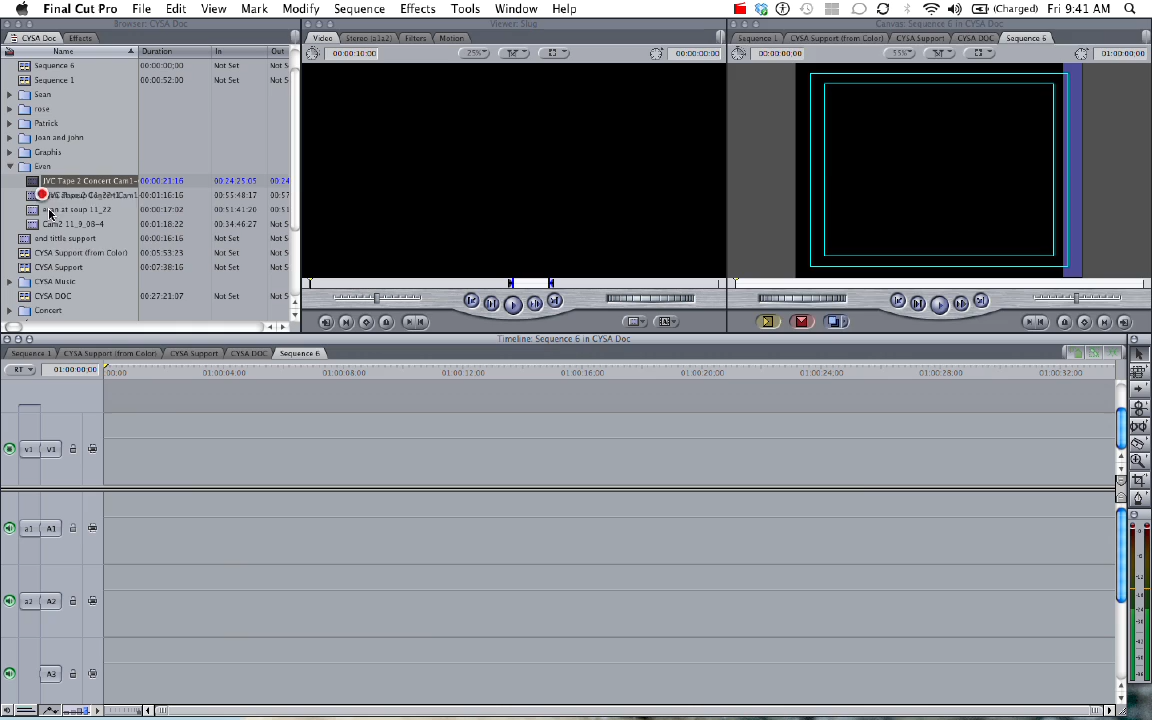 Final Cut Pro File Edit View Mark Modify Sequence Effects Tools Window Help (Charged) Fri 9:41 AM
Browser: CYSA Doc
Viewer: Slug
Canvas: Sequence 6 in CYSA Doc
CYSA Doc Effects
Video Stereo (a1a2) Filters Motion
Sequence 1 CYSA Support (from Color) CYSA Support CYSA DOC Sequence 6
Name Duration In Out
00:00:10:00 25% 00:00:00;00
00:00:00;00 55% 01:00:00;00
Sequence 6 00:00:00;00 Not Set Not
Sequence 1 00:00:52:00 Not Set Not
Sean
rose
Patrick
Joan and john
Graphis
Even
JVC Tape 2 Concert Cam1- 00:00:21:16 00:24:25:05 00:24
00:01:16:16 00:55:48:17 00:57
at soup 11_22 00:00:17:02 00:51:41:20 00:51
Cam2 11_9_08-4 00:01:18:22 00:34:46:27 Not
end tittle support 00:00:16:16 Not Set Not
CYSA Support (from Color) 00:05:53:23 Not Set Not
CYSA Support 00:07:38:16 Not Set Not
CYSA Music
CYSA DOC 00:27:21:07 Not Set Not
Concert
Timeline: Sequence 6 in CYSA Doc
Sequence 1 CYSA Support (from Color) CYSA Support CYSA DOC Sequence 6
RT 01:00:00;00 00:00 01:00:04;00 01:00:08;00 01:00:12;00 01:00:16;00 01:00:20;00 01:00:24;00 01:00:28;00 01:00:32;00
v1 V1
a1 A1
a2 A2
A3